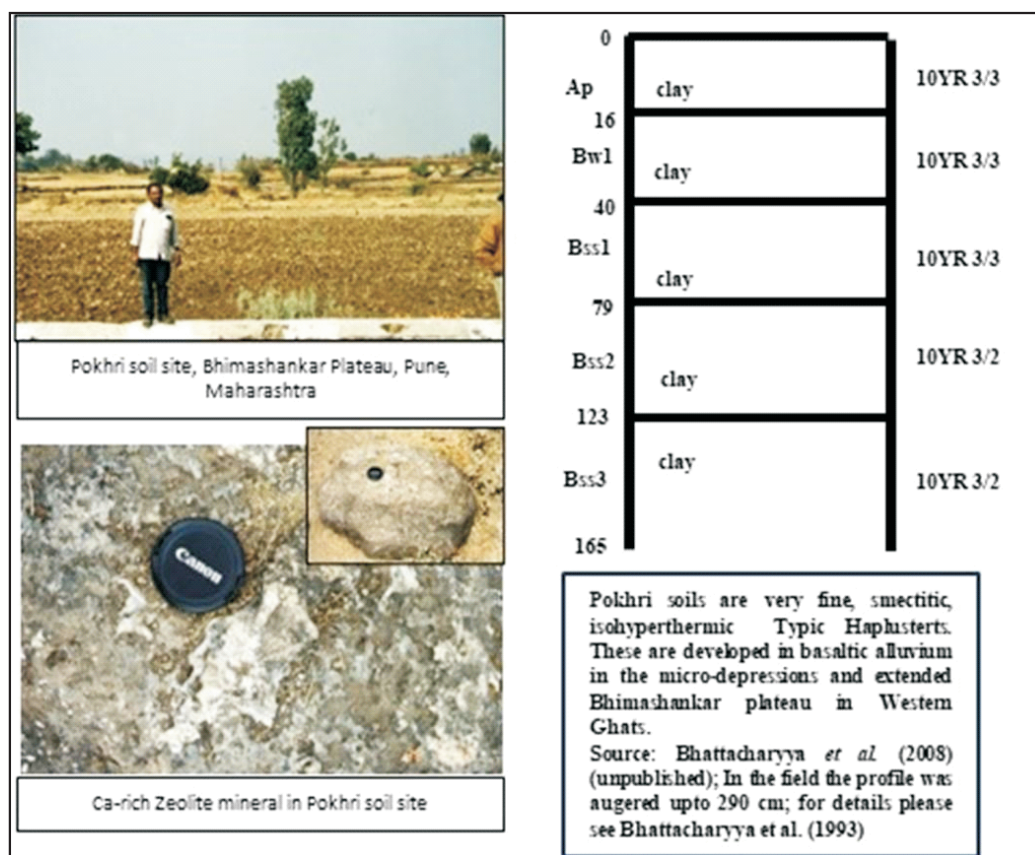 Pokhri soil site, Bhimashankar Plateau, Pune,
Maharashtra
Canon
Ca-rich Zeolite mineral in Pokhri soil site
0
Ap
clay
10YR 3/3
16
Bw1
clay
10YR 3/3
40
Bss1
clay
10YR 3/3
79
Bss2
clay
10YR 3/2
123
Bss3
clay
10YR 3/2
165
Pokhri soils are very fine, smectitic,
isohyperthermic Typic Haplusterts.
These are developed in basaltic alluvium
in the micro-depressions and extended
Bhimashankar plateau in Western
Ghats.
Source: Bhattacharyya et al. (2008)
(unpublished); In the field the profile was
augered upto 290 cm; for details please
see Bhattacharyya et al. (1993)